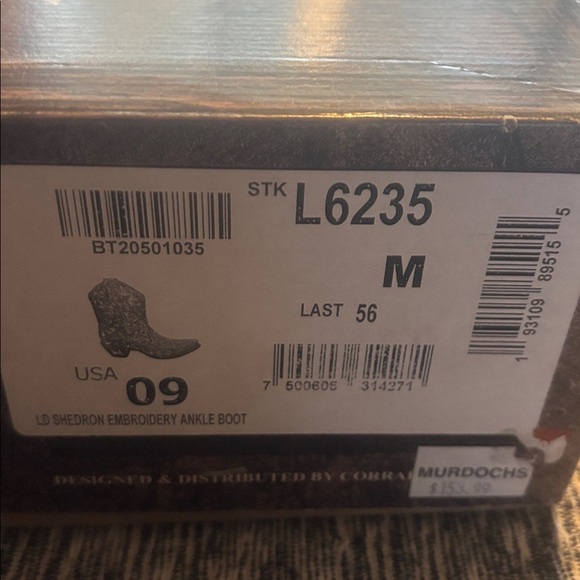 STK L6235
BT20501035
M
LAST 56
USA 09
7 500606 314271
1 93109 89515 5
LD SHEDRON EMBROIDERY ANKLE BOOT
DESIGNED & DISTRIBUTED BY
MURDOCHS